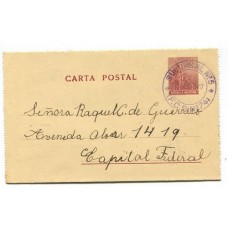 CARTA POSTAL
Señora Raquel C. de Guerrico
Avenida Alvear 1419
Capital Federal